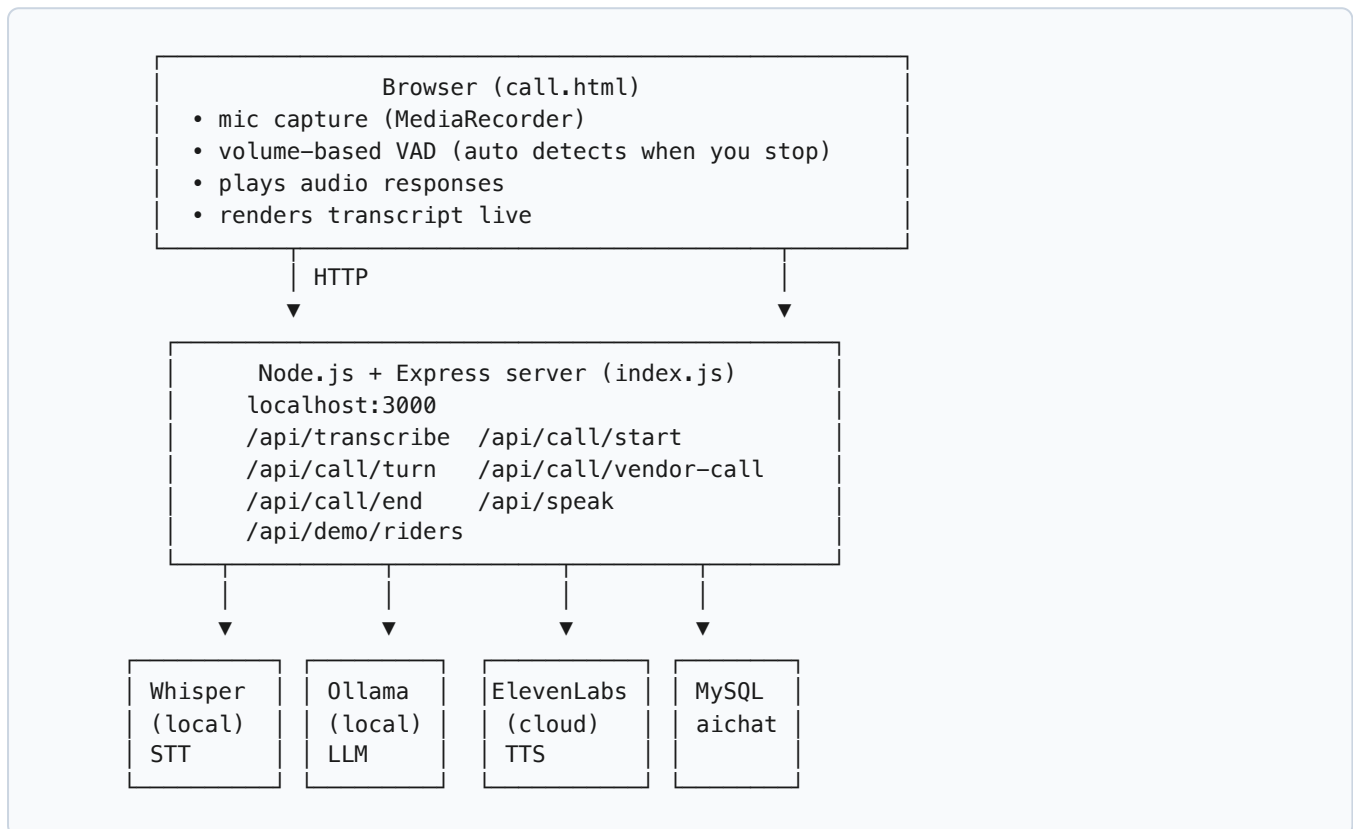 Browser (call.html)
• mic capture (MediaRecorder)
• volume-based VAD (auto detects when you stop)
• plays audio responses
• renders transcript live
HTTP
Node.js + Express server (index.js)
localhost:3000
/api/transcribe /api/call/start
/api/call/turn /api/call/vendor-call
/api/call/end /api/speak
/api/demo/riders
Whisper Ollama ElevenLabs MySQL
(local) (local) (cloud) aichat
STT LLM TTS